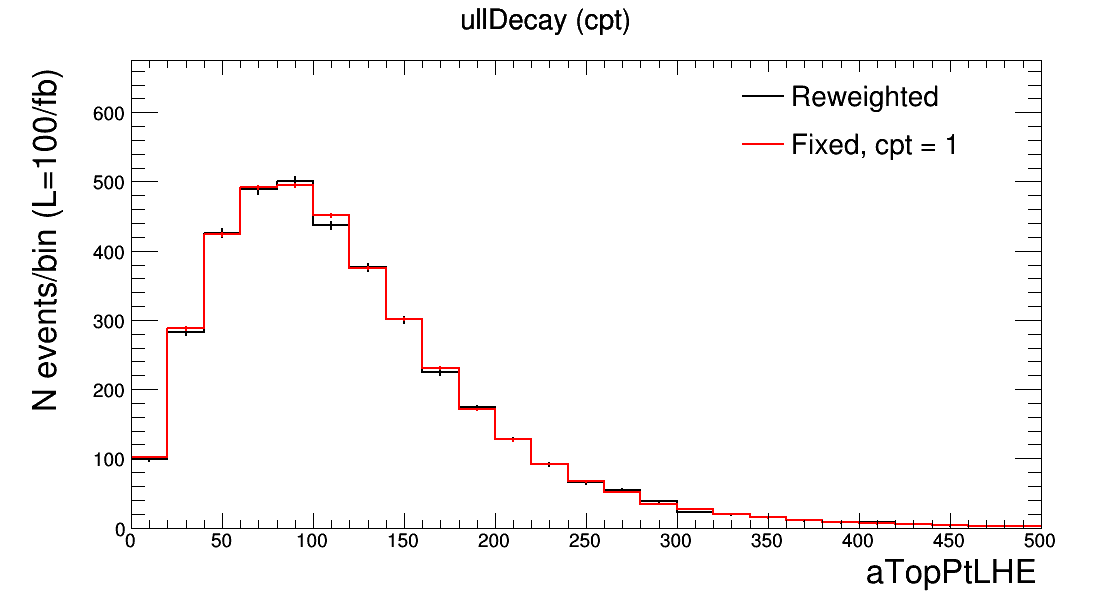 ullDecay (cpt)
N events/bin (L=100/fb)
Reweighted
Fixed, cpt = 1
600
500
400
300
200
100
0
0 50 100 150 200 250 300 350 400 450 500
aTopPtLHE